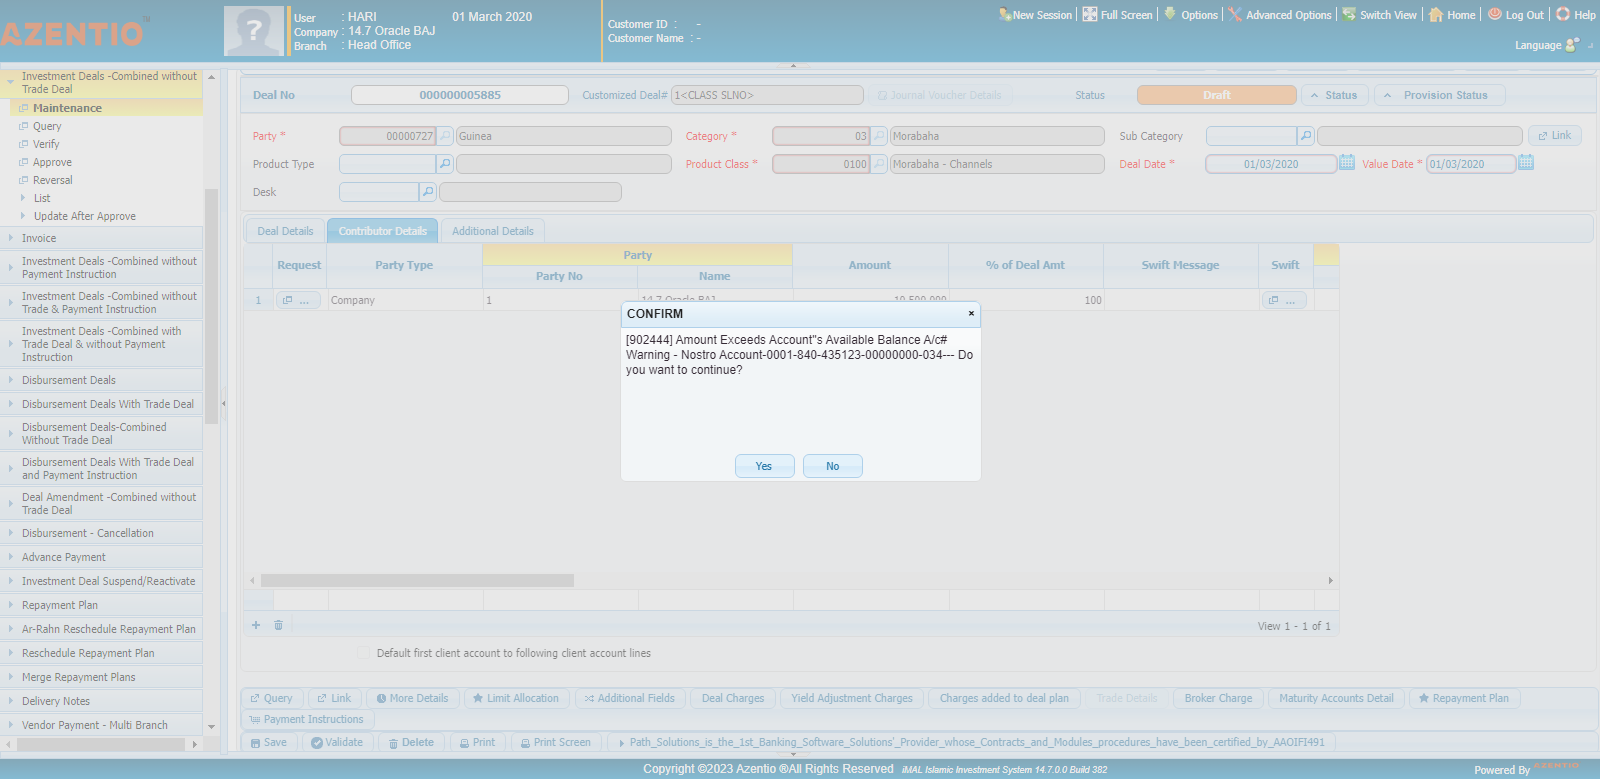 AZENTIO™
User : HARI 01 March 2020
Company : 14.7 Oracle BAJ
Branch : Head Office
Customer ID : -
Customer Name : -
New Session Full Screen Options Advanced Options Switch View Home Log Out Help
Language
Investment Deals -Combined without
Trade Deal
Maintenance
Query
Verify
Approve
Reversal
List
Update After Approve
Invoice
Investment Deals -Combined without
Payment Instruction
Investment Deals -Combined without
Trade & Payment Instruction
Investment Deals -Combined with
Trade Deal & without Payment
Instruction
Disbursement Deals
Disbursement Deals With Trade Deal
Disbursement Deals-Combined
Without Trade Deal
Disbursement Deals With Trade Deal
and Payment Instruction
Deal Amendment -Combined without
Trade Deal
Disbursement - Cancellation
Advance Payment
Investment Deal Suspend/Reactivate
Repayment Plan
Ar-Rahn Reschedule Repayment Plan
Reschedule Repayment Plan
Merge Repayment Plans
Delivery Notes
Vendor Payment - Multi Branch
Deal No 000000005885 Customized Deal# 1<CLASS SLNO> Journal Voucher Details Status Draft Status Provision Status
Party * 00000727 Guinea Category * 03 Morabaha Sub Category Link
Product Type Product Class * 0100 Morabaha - Channels Deal Date * 01/03/2020 Value Date * 01/03/2020
Desk
Deal Details Contributor Details Additional Details
Request Party Type Party Amount % of Deal Amt Swift Message Swift
Party No Name
1 ... Company 1 14.7 Oracle BAJ 10,500,000 100 ...
CONFIRM ×
[902444] Amount Exceeds Account"s Available Balance A/c#
Warning - Nostro Account-0001-840-435123-00000000-034--- Do
you want to continue?
Yes No
View 1 - 1 of 1
Default first client account to following client account lines
Query Link More Details Limit Allocation Additional Fields Deal Charges Yield Adjustment Charges Charges added to deal plan Trade Details Broker Charge Maturity Accounts Detail Repayment Plan
Payment Instructions
Save Validate Delete Print Print Screen Path_Solutions_is_the_1st_Banking_Software_Solutions'_Provider_whose_Contracts_and_Modules_procedures_have_been_certified_by_AAOIFI491
Copyright ©2023 Azentio ®All Rights Reserved iMAL Islamic Investment System 14.7.0.0 Build 382
Powered By AZENTIO